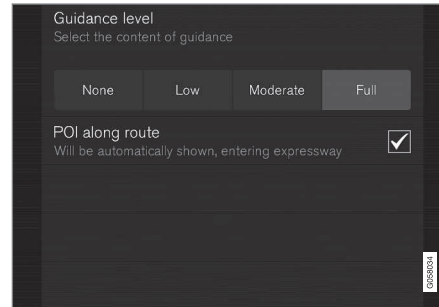 Guidance level
Select the content of guidance
None Low Moderate Full
POI along route
Will be automatically shown, entering expressway
G058034